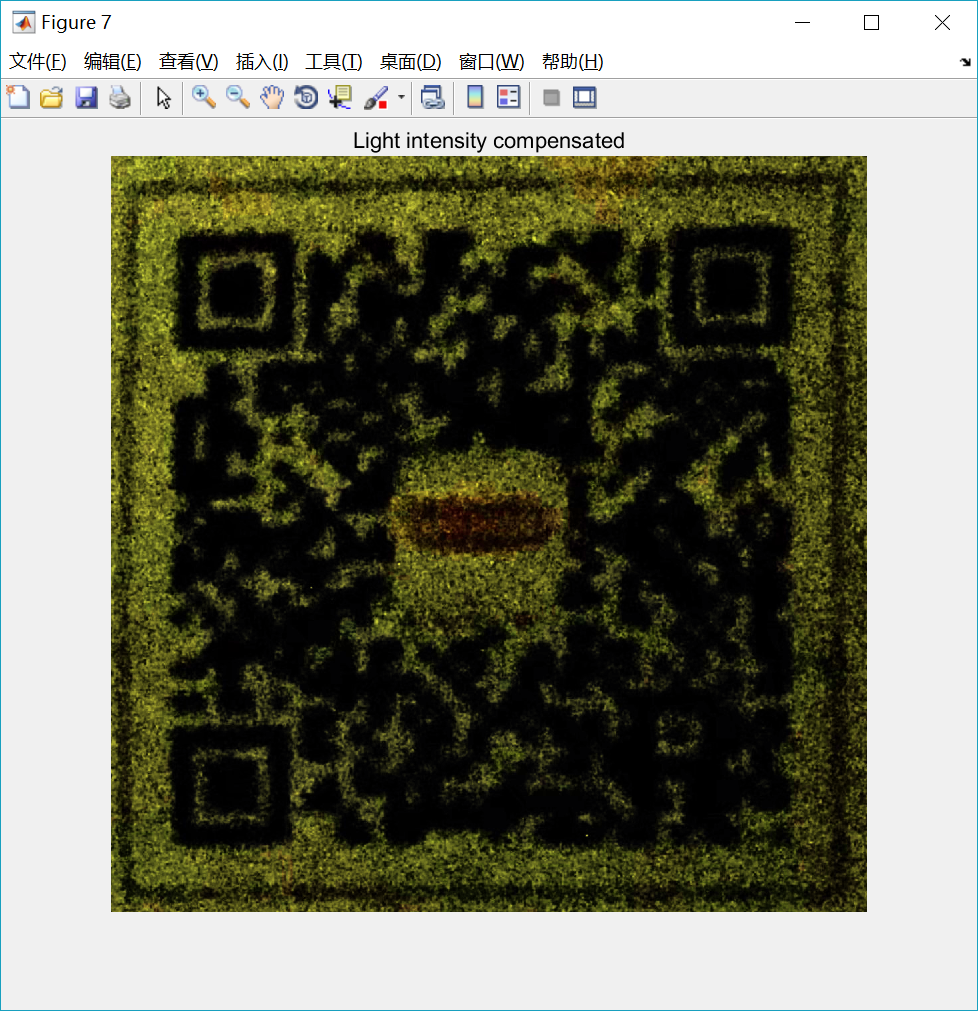 Figure 7
文件(F) 编辑(E) 查看(V) 插入(I) 工具(T) 桌面(D) 窗口(W) 帮助(H)
Light intensity compensated